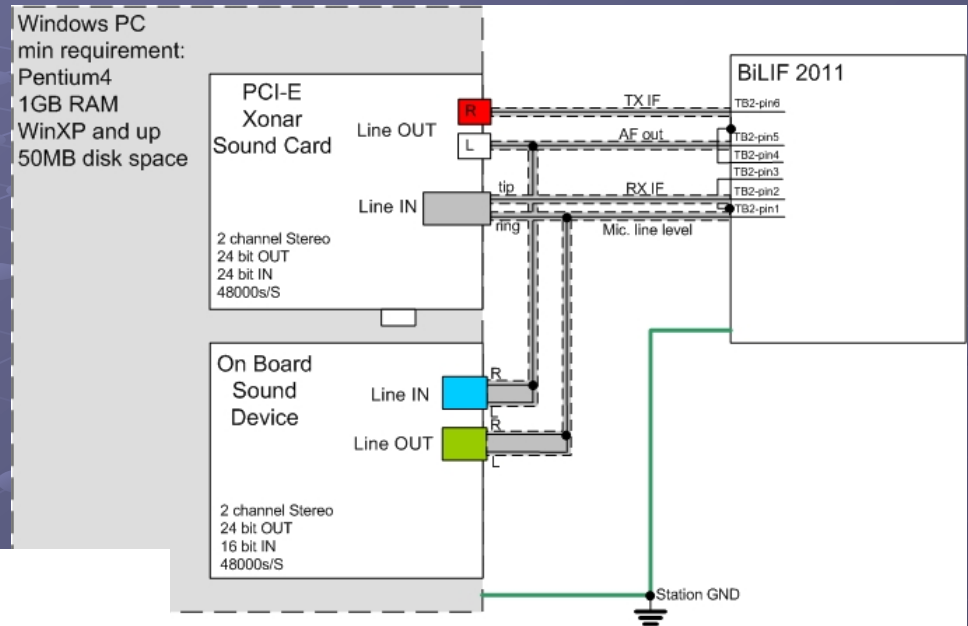 Windows PC
min requirement:
Pentium4
1GB RAM
WinXP and up
50MB disk space
PCI-E
Xonar
Sound Card
Line OUT
R
L
Line IN
2 channel Stereo
24 bit OUT
24 bit IN
48000s/S
tip
ring
TX IF
AF out
RX IF
Mic. line level
BiLIF 2011
TB2-pin6
TB2-pin5
TB2-pin4
TB2-pin3
TB2-pin2
TB2-pin1
On Board
Sound
Device
Line IN
R
L
Line OUT
R
L
2 channel Stereo
24 bit OUT
16 bit IN
48000s/S
Station GND